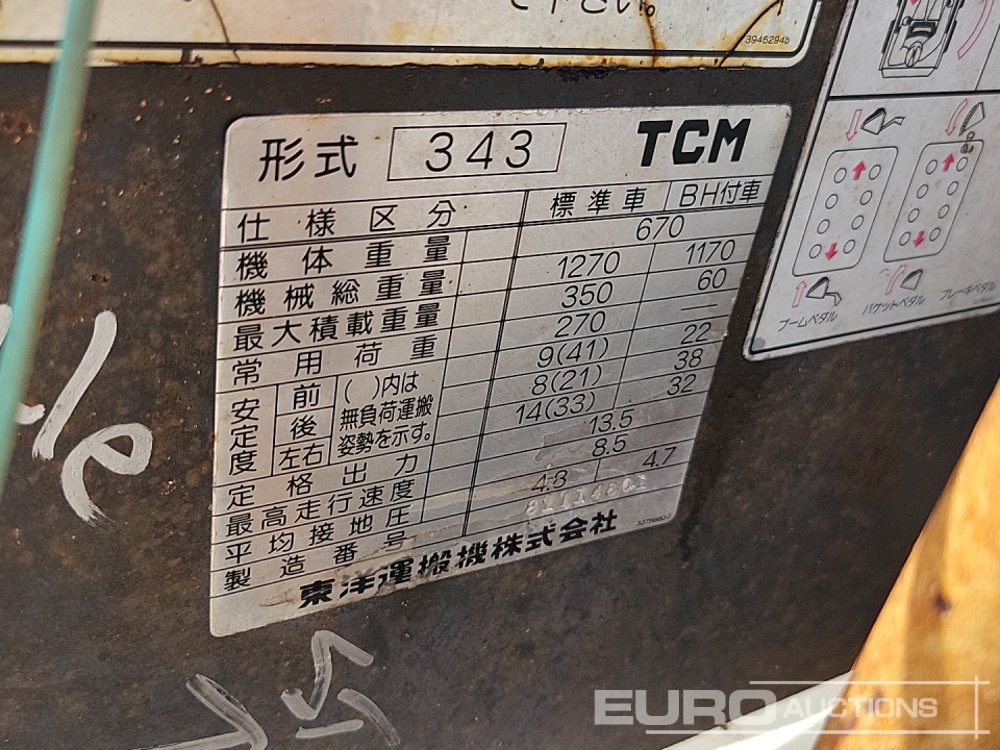 て下さい。
3945294b
形式 343 TCM
仕様区分 標準車 BH付車
機体重量 670
機械総重量 1270 1170
最大積載重量 350 60
常用荷重 270
安定度 前 ( )内は無負荷運搬姿勢を示す。 9(41) 22
後 8(21) 38
左右 14(33) 32
定格出力 13.5
最高走行速度 8.5
平均接地圧 4.8 4.7
製造番号
東洋運搬機株式会社
ブームペダル
バケットペダル
ブレーキペダル
EURO AUCTIONS